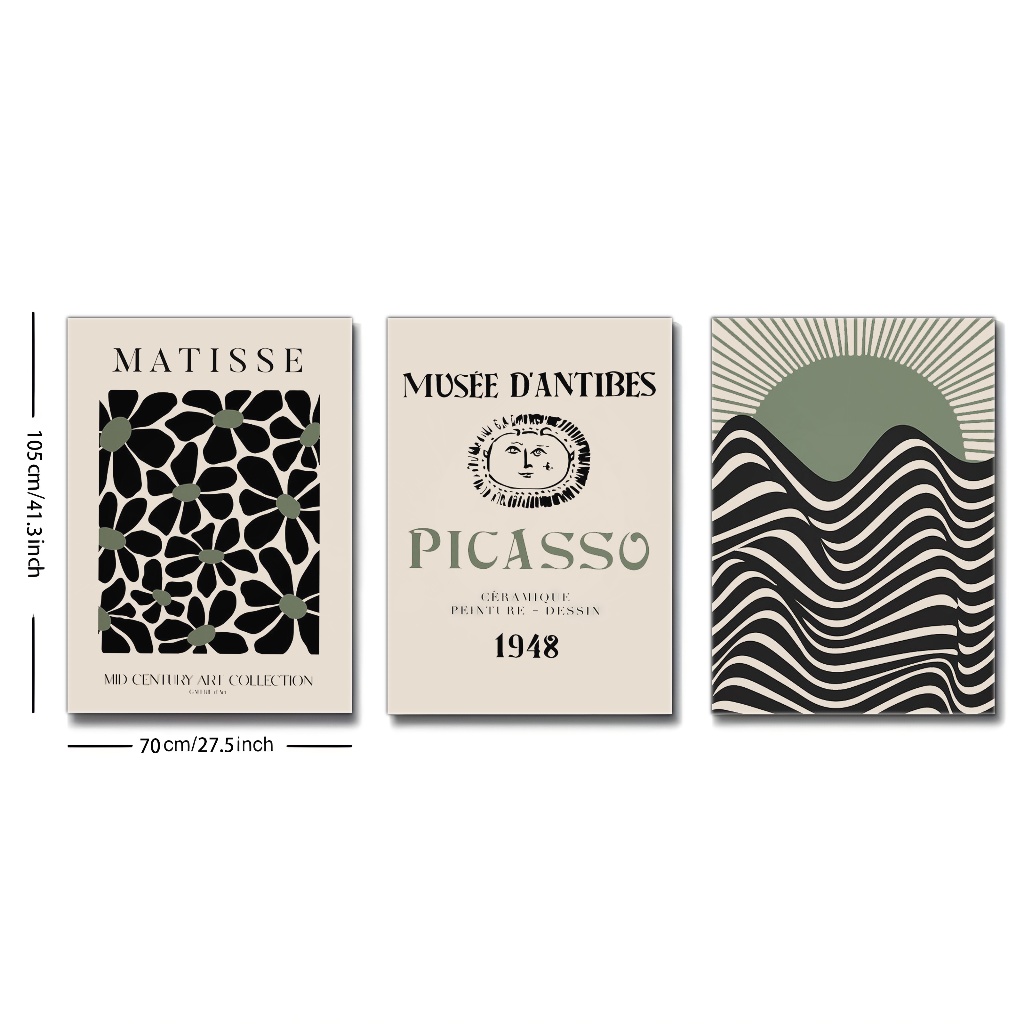 MATISSE
MID CENTURY ART COLLECTION
MUSÉE D'ANTIBES
PICASSO
CÉRAMIQUE
PEINTURE - DESSIN
1948
105cm/41.3inch
70cm/27.5inch